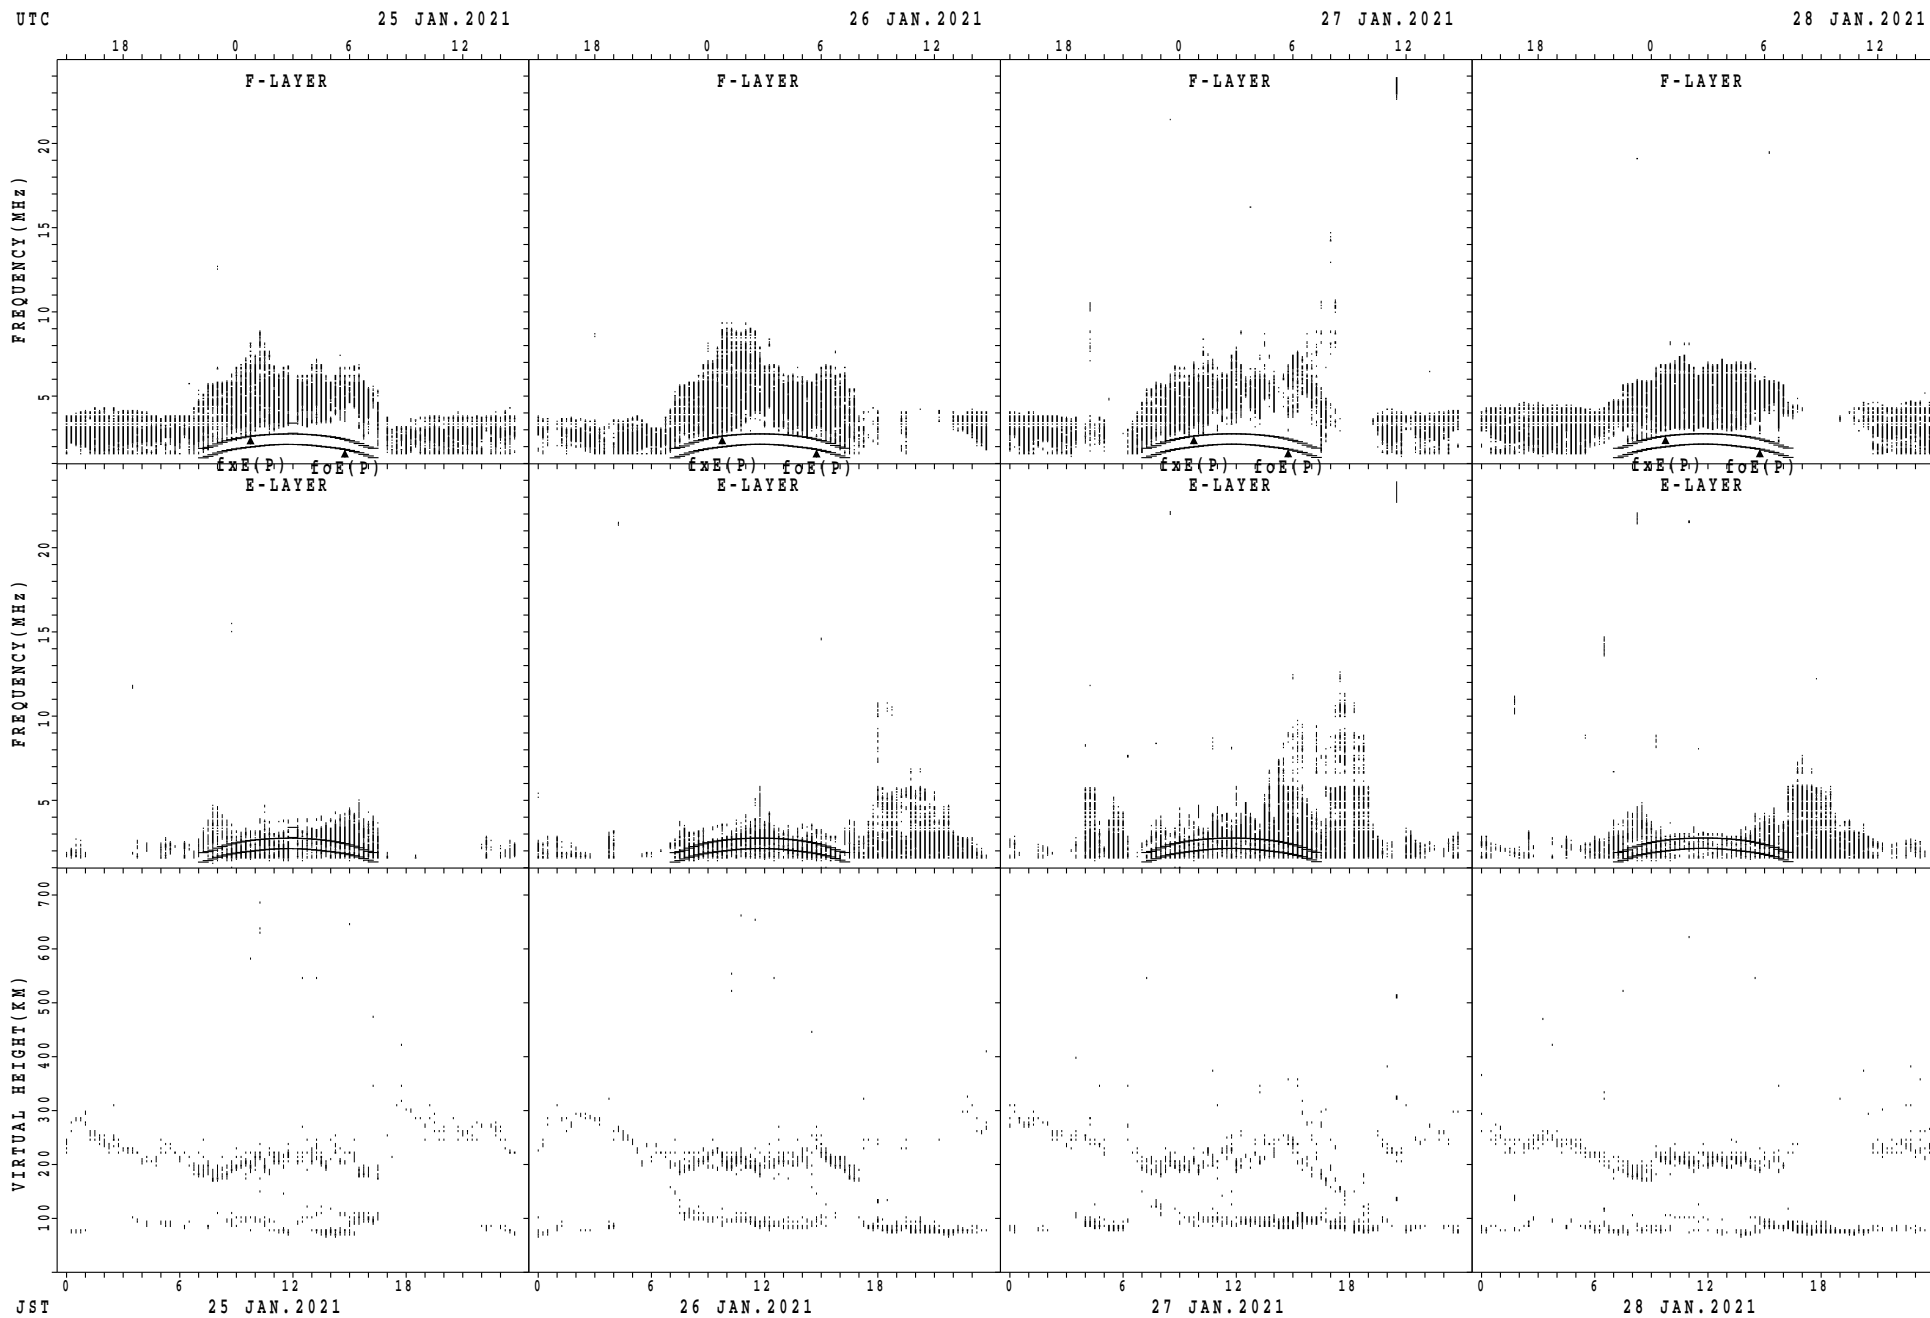 UTC 25 JAN.2021 26 JAN.2021 27 JAN.2021 28 JAN.2021
18 0 6 12 18 0 6 12 18 0 6 12 18 0 6 12
F-LAYER F-LAYER F-LAYER F-LAYER
FREQUENCY(MHz)
20
15
10
5
fxE(P) foE(P) fxE(P) foE(P) fxE(P) foE(P) fxE(P) foE(P)
E-LAYER E-LAYER E-LAYER E-LAYER
FREQUENCY(MHz)
20
15
10
5
VIRTUAL HEIGHT(KM)
700
600
500
400
300
200
100
0 6 12 18 0 6 12 18 0 6 12 18 0 6 12 18
JST 25 JAN.2021 26 JAN.2021 27 JAN.2021 28 JAN.2021